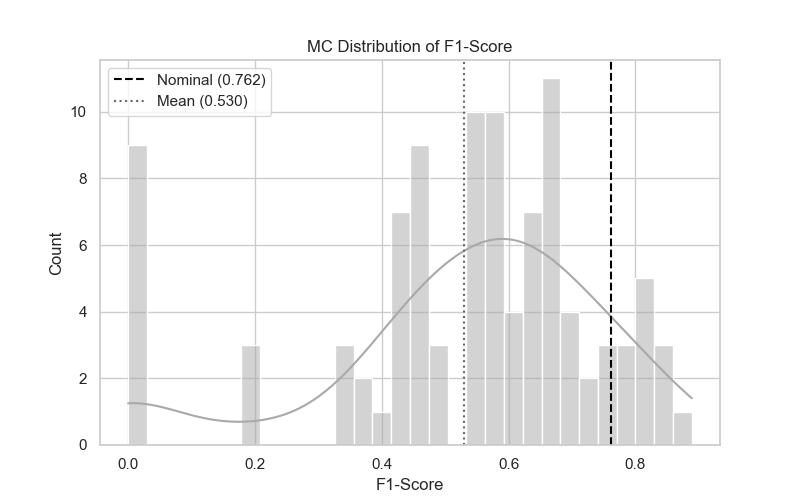 MC Distribution of F1-Score
Nominal (0.762)
Mean (0.530)
Count
10
8
6
4
2
0
0.0 0.2 0.4 0.6 0.8
F1-Score